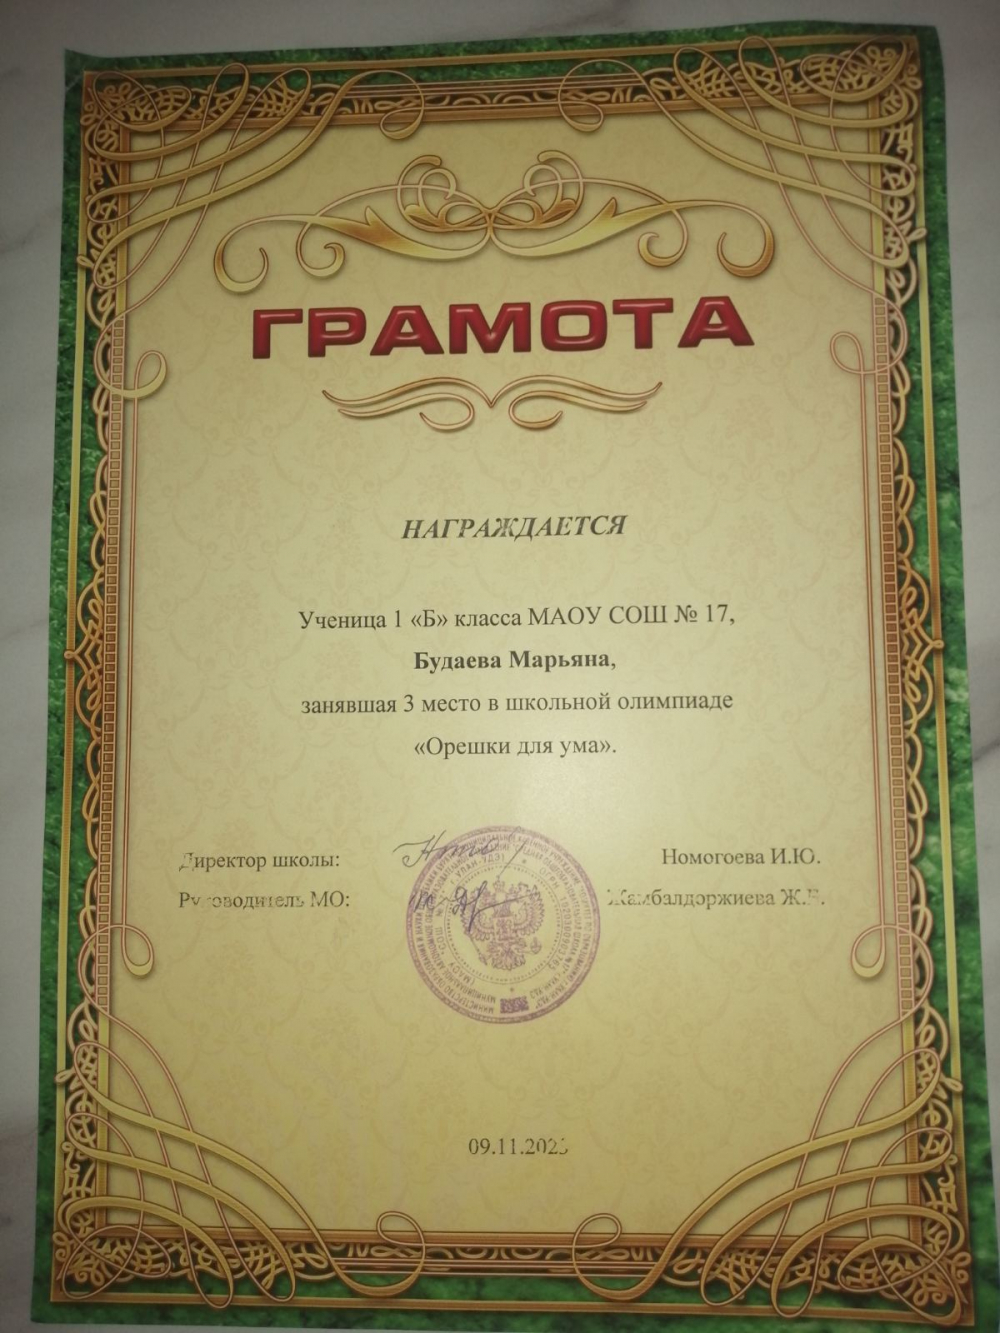 ГРАМОТА
НАГРАЖДАЕТСЯ
Ученица 1 «Б» класса МАОУ СОШ № 17,
Будаева Марьяна,
занявшая 3 место в школьной олимпиаде
«Орешки для ума».
Директор школы: Номогоева И.Ю.
Руководитель МО: Жамбалдоржиева